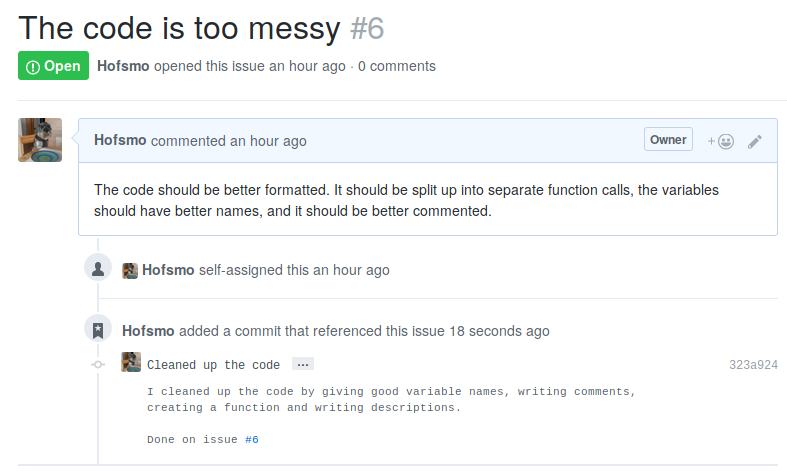 The code is too messy #6
Open Hofsmo opened this issue an hour ago · 0 comments
Hofsmo commented an hour ago Owner +
The code should be better formatted. It should be split up into separate function calls, the variables
should have better names, and it should be better commented.
Hofsmo self-assigned this an hour ago
Hofsmo added a commit that referenced this issue 18 seconds ago
Cleaned up the code ... 323a924
I cleaned up the code by giving good variable names, writing comments,
creating a function and writing descriptions.
Done on issue #6